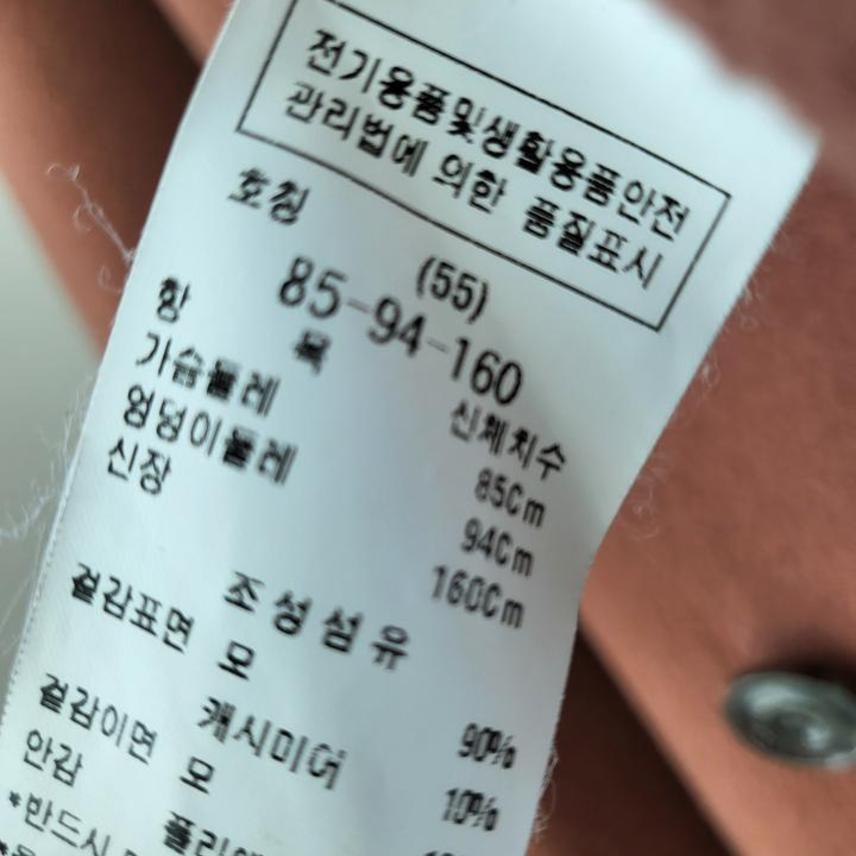 전기용품및생활용품안전
관리법에 의한 품질표시
호칭
(55)
85-94-160
항 목 신체치수
가슴둘레 85Cm
엉덩이둘레 94Cm
신장 160Cm
조성섬유
겉감표면 모 90%
캐시미어 10%
겉감이면 모
안감
*반드시